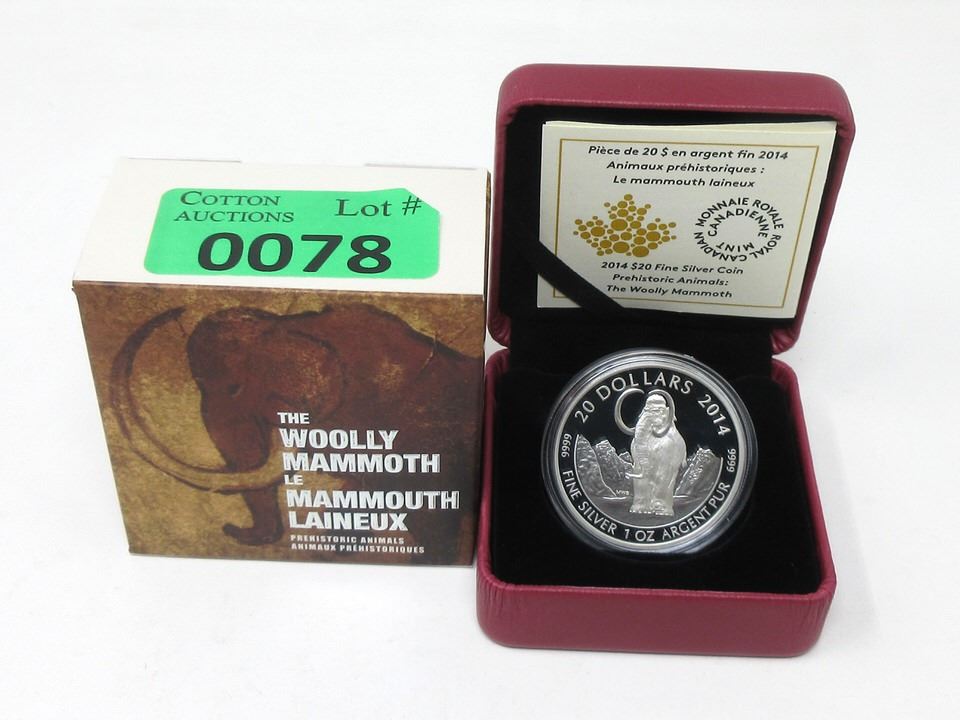 COTTON
AUCTIONS
Lot #
0078
THE
WOOLLY
MAMMOTH
LE
MAMMOUTH
LAINEUX
PREHISTORIC ANIMALS
ANIMAUX PRÉHISTORIQUES
Pièce de 20 $ en argent fin 2014
Animaux préhistoriques :
Le mammouth laineux
MONNAIE ROYALE CANADIENNE
ROYAL CANADIAN MINT
2014 $20 Fine Silver Coin
Prehistoric Animals:
The Woolly Mammoth
20 DOLLARS 2014
9999
9999
MWB
FINE SILVER 1 OZ ARGENT PUR